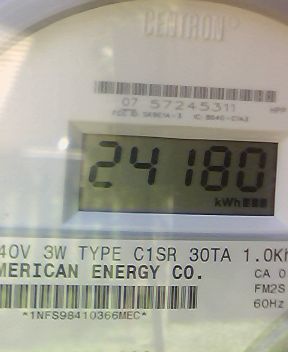 CENTRON
07 57245311
24180
kWh
40V 3W TYPE C1SR 30TA 1.0Kh
MERICAN ENERGY CO.
CA 0
FM2S
60Hz
*1NFS98410366MEC*